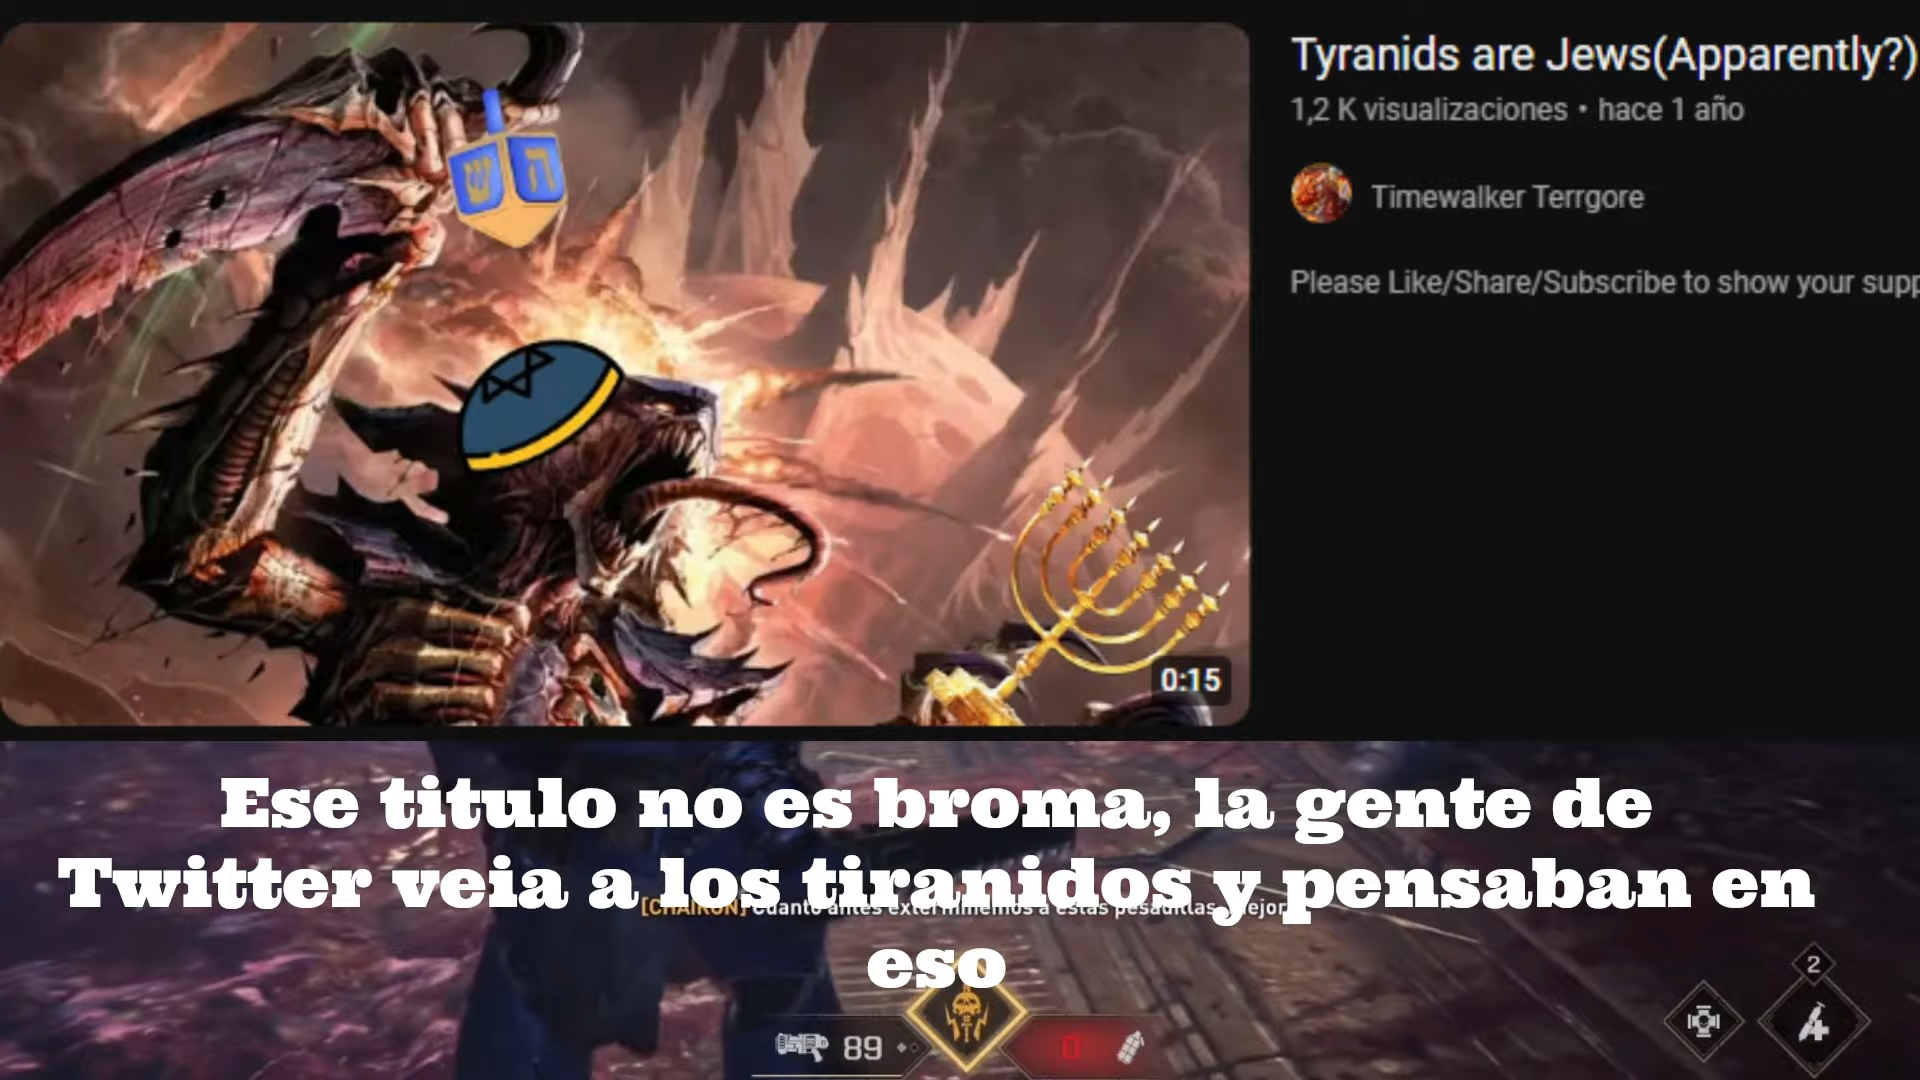 Tyranids are Jews(Apparently?)
1,2 K visualizaciones • hace 1 año
Timewalker Terrgore
Please Like/Share/Subscribe to show your supp
ש ה
0:15
Ese titulo no es broma, la gente de
Twitter veia a los tiranidos y pensaban en
eso
[CHAIRON] Cuanto antes exterminemos a estas pesadillas, mejor
2
89
0